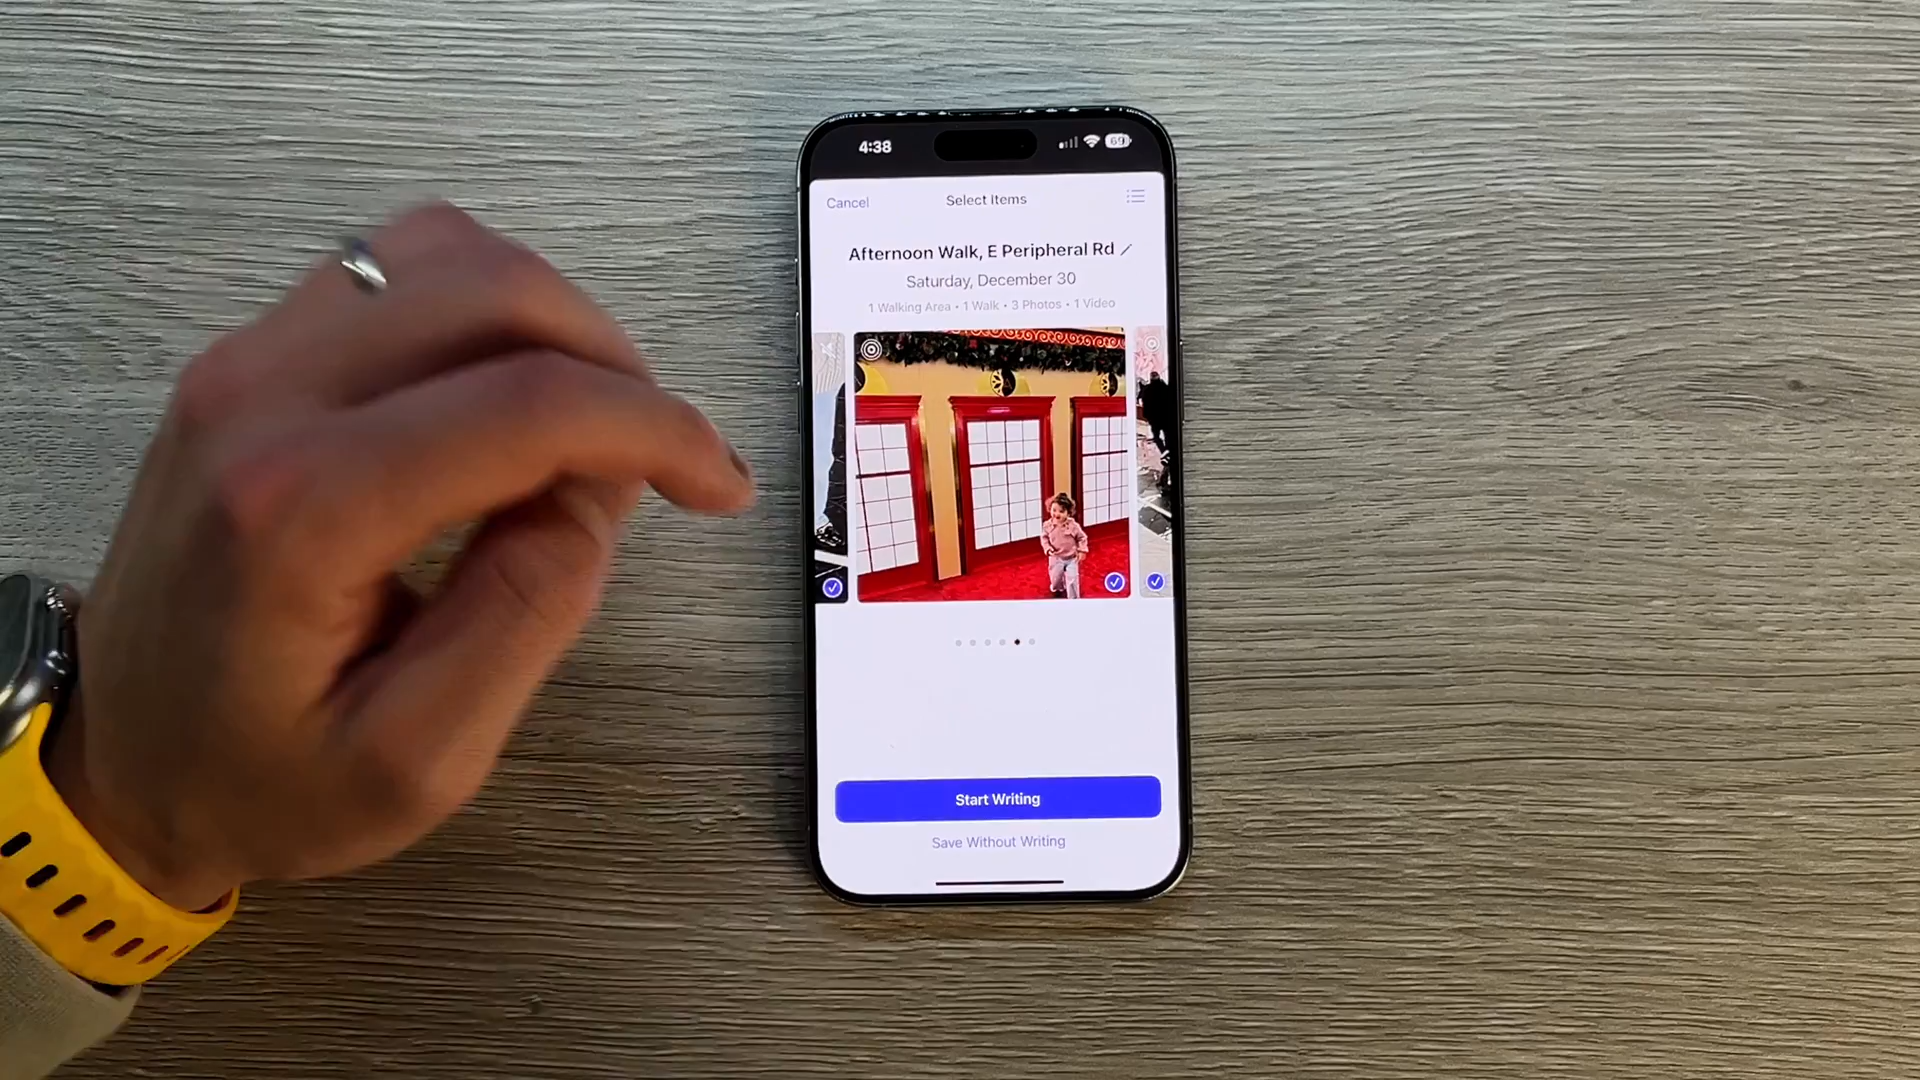 4:38
69
Cancel
Select Items
Afternoon Walk, E Peripheral Rd
Saturday, December 30
1 Walking Area • 1 Walk • 3 Photos • 1 Video
Start Writing
Save Without Writing